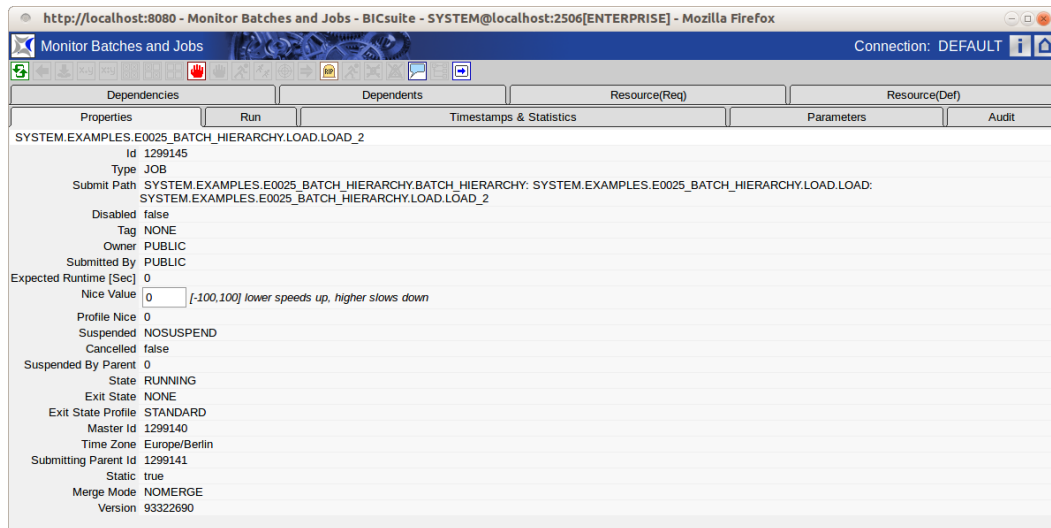 http://localhost:8080 - Monitor Batches and Jobs - BICsuite - SYSTEM@localhost:2506[ENTERPRISE] - Mozilla Firefox
Monitor Batches and Jobs Connection: DEFAULT
RIP
Dependencies Dependents Resource(Req) Resource(Def)
Properties Run Timestamps & Statistics Parameters Audit
SYSTEM.EXAMPLES.E0025_BATCH_HIERARCHY.LOAD.LOAD_2
Id 1299145
Type JOB
Submit Path SYSTEM.EXAMPLES.E0025_BATCH_HIERARCHY.BATCH_HIERARCHY: SYSTEM.EXAMPLES.E0025_BATCH_HIERARCHY.LOAD.LOAD:
SYSTEM.EXAMPLES.E0025_BATCH_HIERARCHY.LOAD.LOAD_2
Disabled false
Tag NONE
Owner PUBLIC
Submitted By PUBLIC
Expected Runtime [Sec] 0
Nice Value 0 [-100,100] lower speeds up, higher slows down
Profile Nice 0
Suspended NOSUSPEND
Cancelled false
Suspended By Parent 0
State RUNNING
Exit State NONE
Exit State Profile STANDARD
Master Id 1299140
Time Zone Europe/Berlin
Submitting Parent Id 1299141
Static true
Merge Mode NOMERGE
Version 93322690